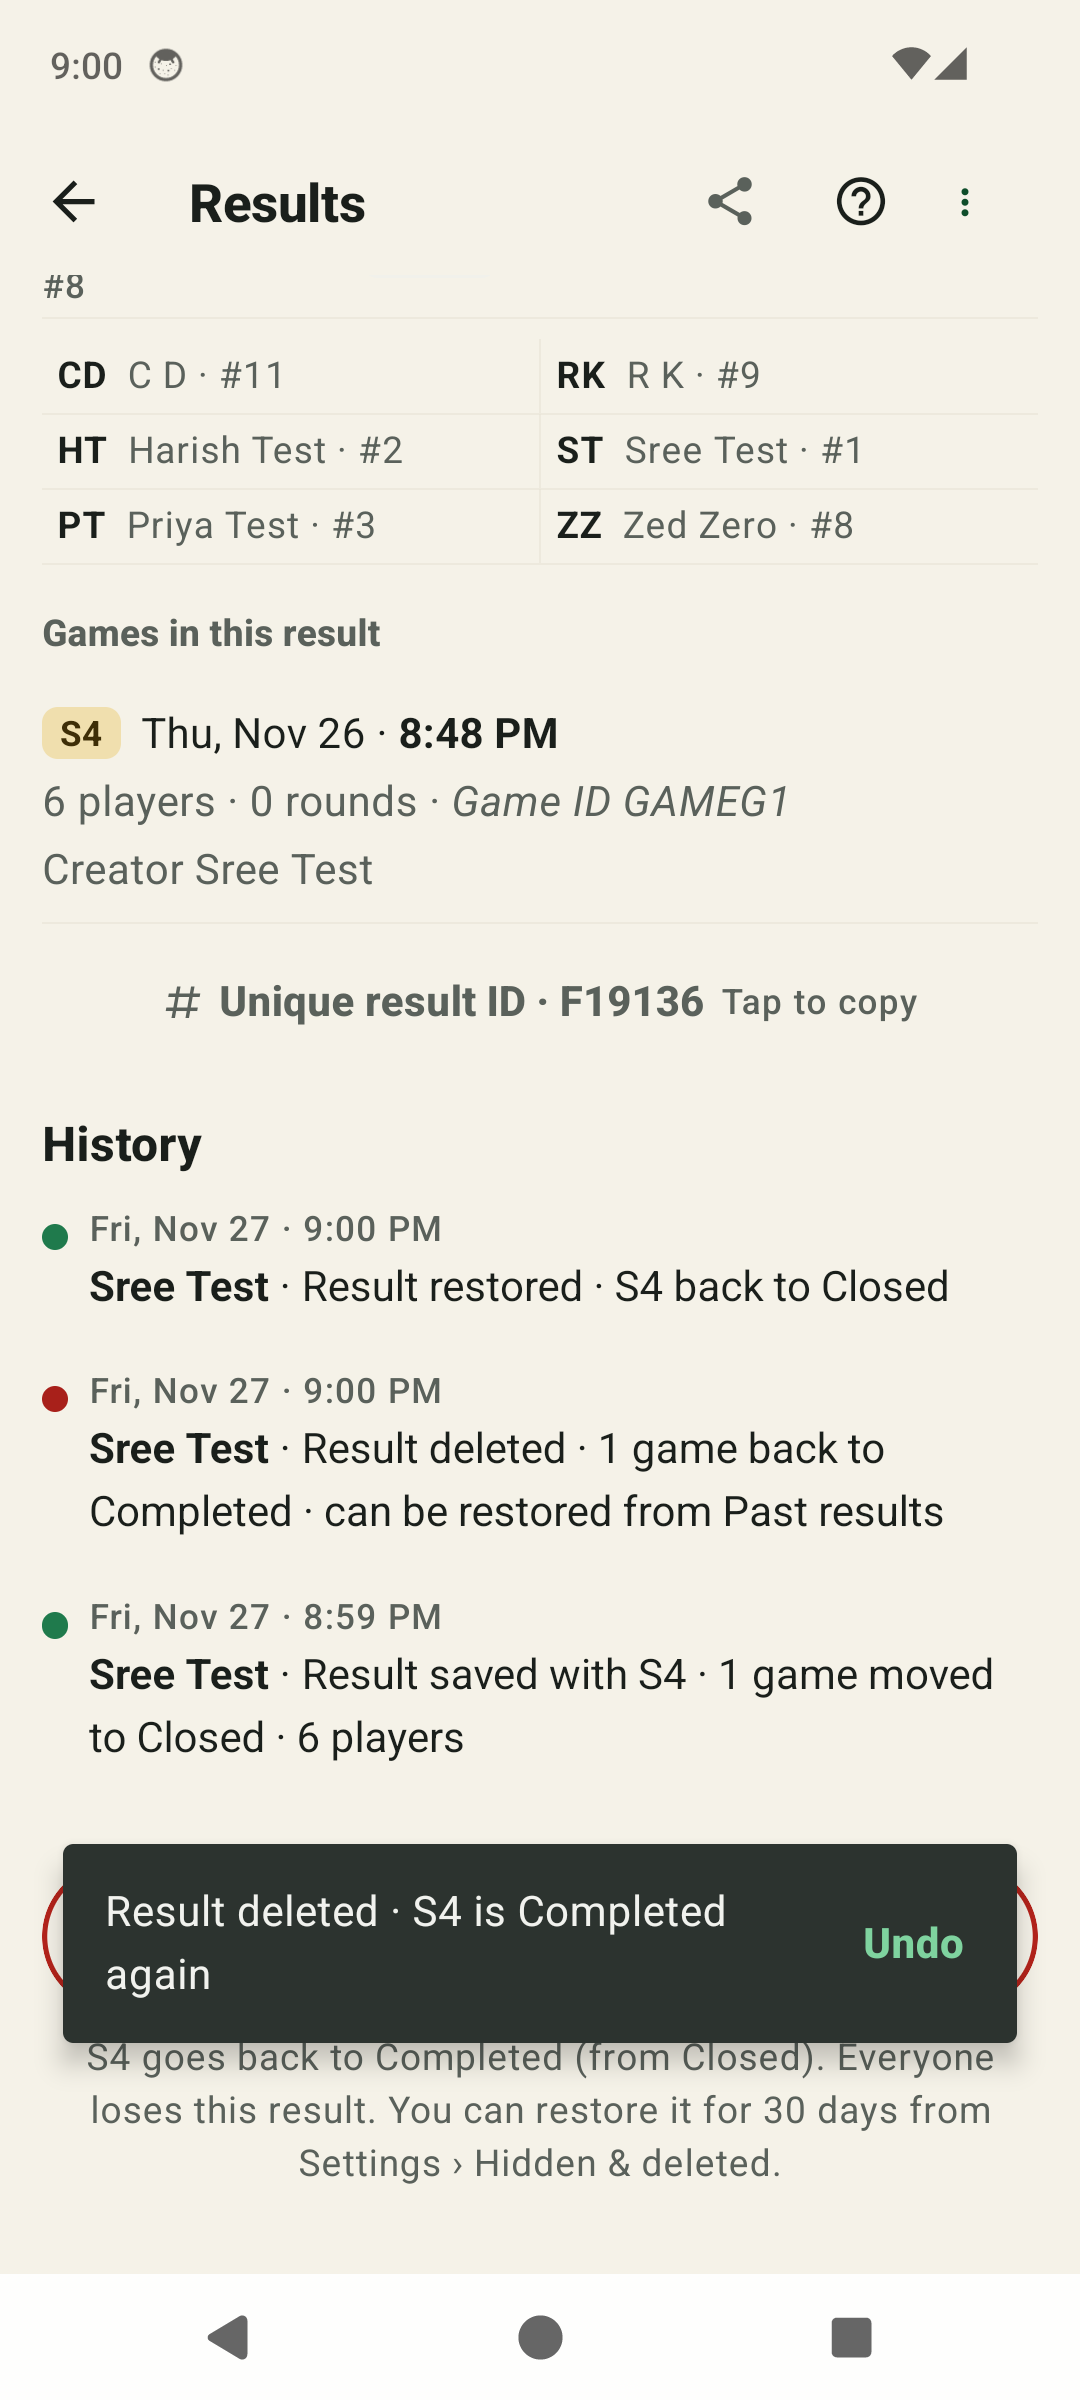 9:00
Results
#8
CD C D · #11
RK R K · #9
HT Harish Test · #2
ST Sree Test · #1
PT Priya Test · #3
ZZ Zed Zero · #8
Games in this result
S4 Thu, Nov 26 · 8:48 PM
6 players · 0 rounds · Game ID GAMEG1
Creator Sree Test
# Unique result ID · F19136 Tap to copy
History
Fri, Nov 27 · 9:00 PM
Sree Test · Result restored · S4 back to Closed
Fri, Nov 27 · 9:00 PM
Sree Test · Result deleted · 1 game back to
Completed · can be restored from Past results
Fri, Nov 27 · 8:59 PM
Sree Test · Result saved with S4 · 1 game moved
to Closed · 6 players
Result deleted · S4 is Completed
again
Undo
S4 goes back to Completed (from Closed). Everyone
loses this result. You can restore it for 30 days from
Settings › Hidden & deleted.